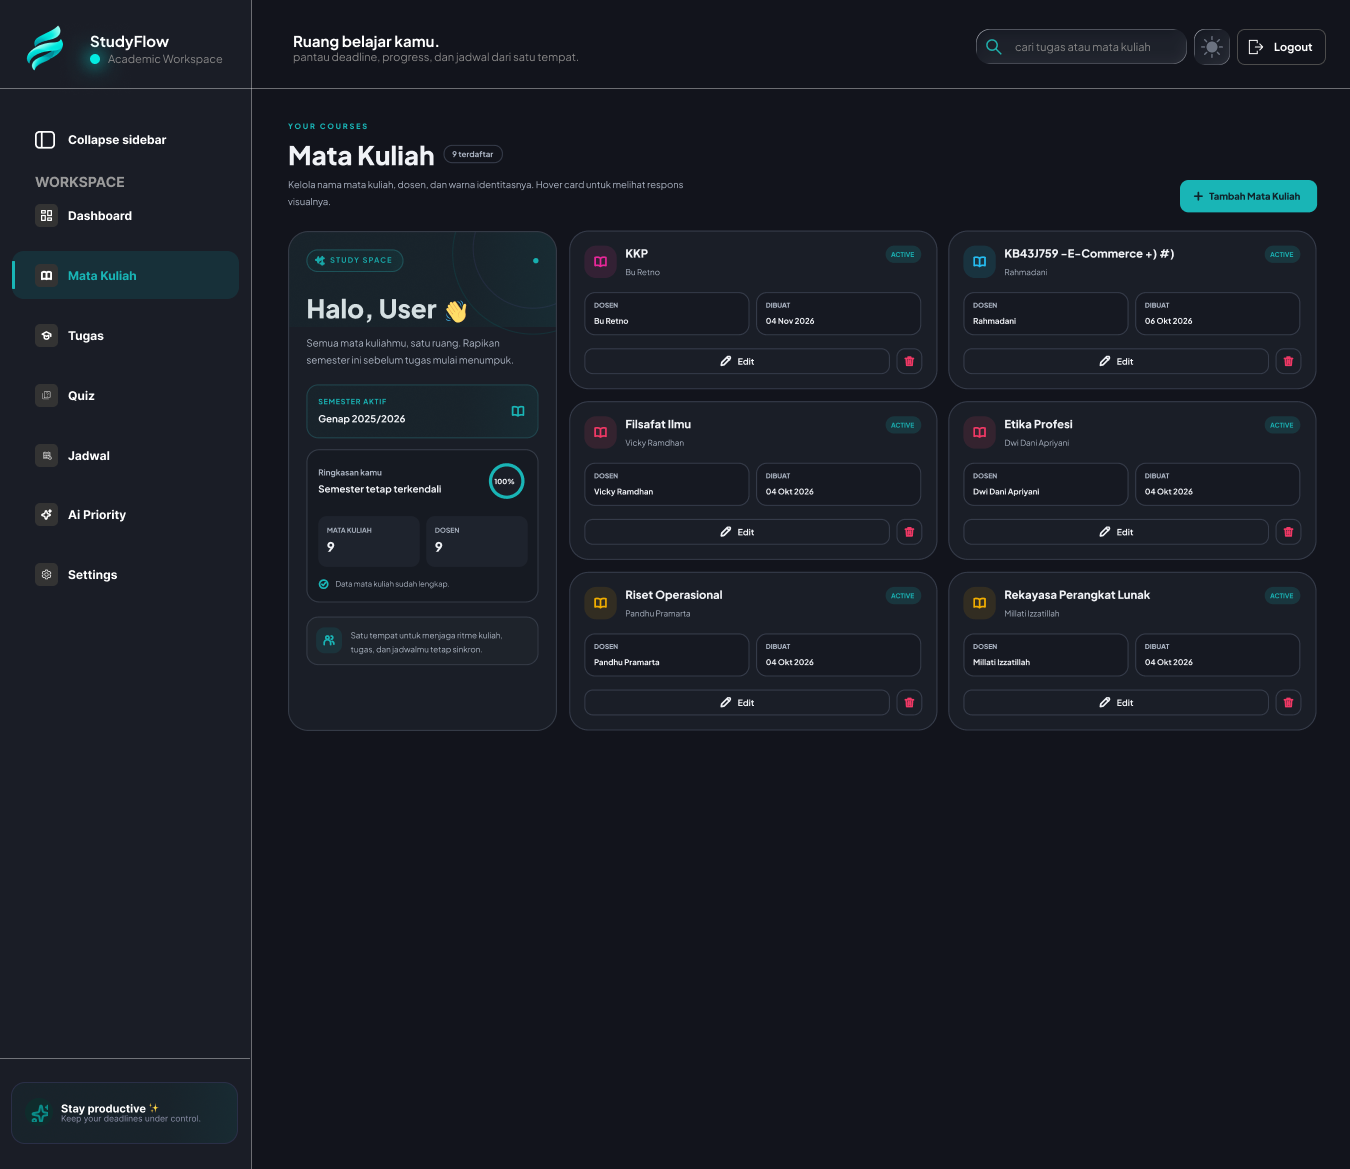 StudyFlow
Academic Workspace
Ruang belajar kamu.
pantau deadline, progress, dan jadwal dari satu tempat.
cari tugas atau mata kuliah
Logout
Collapse sidebar
WORKSPACE
Dashboard
Mata Kuliah
Tugas
Quiz
Jadwal
Ai Priority
Settings
Stay productive ✨
Keep your deadlines under control.
YOUR COURSES
Mata Kuliah
9 terdaftar
Kelola nama mata kuliah, dosen, dan warna identitasnya. Hover card untuk melihat respons
visualnya.
+ Tambah Mata Kuliah
STUDY SPACE
Halo, User 👋
Semua mata kuliahmu, satu ruang. Rapikan
semester ini sebelum tugas mulai menumpuk.
SEMESTER AKTIF
Genap 2025/2026
Ringkasan kamu
Semester tetap terkendali
100%
MATA KULIAH
9
DOSEN
9
Data mata kuliah sudah lengkap.
Satu tempat untuk menjaga ritme kuliah,
tugas, dan jadwalmu tetap sinkron.
KKP
Bu Retno
ACTIVE
DOSEN
Bu Retno
DIBUAT
04 Nov 2026
Edit
KB43J759 -E-Commerce +) #)
Rahmadani
ACTIVE
DOSEN
Rahmadani
DIBUAT
06 Okt 2026
Edit
Filsafat Ilmu
Vicky Ramdhan
ACTIVE
DOSEN
Vicky Ramdhan
DIBUAT
04 Okt 2026
Edit
Etika Profesi
Dwi Dani Apriyani
ACTIVE
DOSEN
Dwi Dani Apriyani
DIBUAT
04 Okt 2026
Edit
Riset Operasional
Pandhu Pramarta
ACTIVE
DOSEN
Pandhu Pramarta
DIBUAT
04 Okt 2026
Edit
Rekayasa Perangkat Lunak
Millati Izzatillah
ACTIVE
DOSEN
Millati Izzatillah
DIBUAT
04 Okt 2026
Edit